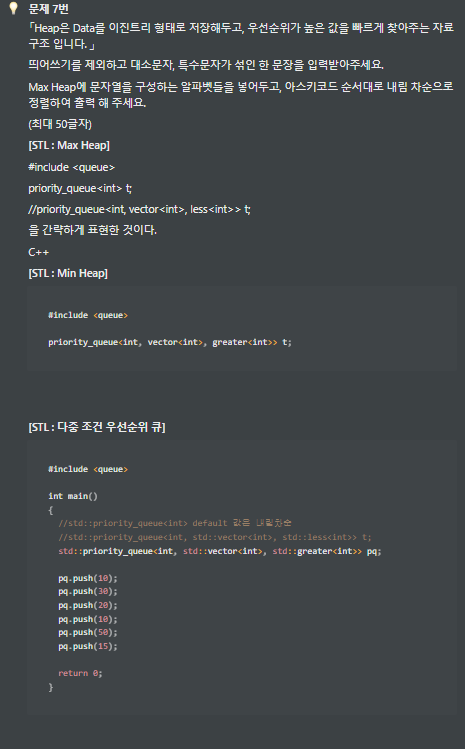 문제 7번
「Heap은 Data를 이진트리 형태로 저장해두고, 우선순위가 높은 값을 빠르게 찾아주는 자료
구조 입니다. 」
띄어쓰기를 제외하고 대소문자, 특수문자가 섞인 한 문장을 입력받아주세요.
Max Heap에 문자열을 구성하는 알파벳들을 넣어두고, 아스키코드 순서대로 내림 차순으로
정렬하여 출력 해 주세요.
(최대 50글자)
[STL : Max Heap]
#include <queue>
priority_queue<int> t;
//priority_queue<int, vector<int>, less<int>> t;
을 간략하게 표현한 것이다.
C++
[STL : Min Heap]
#include <queue>
priority_queue<int, vector<int>, greater<int>> t;
[STL : 다중 조건 우선순위 큐]
#include <queue>
int main()
{
//std::priority_queue<int> default 값은 내림차순
//std::priority_queue<int, std::vector<int>, std::less<int>> t;
std::priority_queue<int, std::vector<int>, std::greater<int>> pq;
pq.push(10);
pq.push(30);
pq.push(20);
pq.push(10);
pq.push(50);
pq.push(15);
return 0;
}